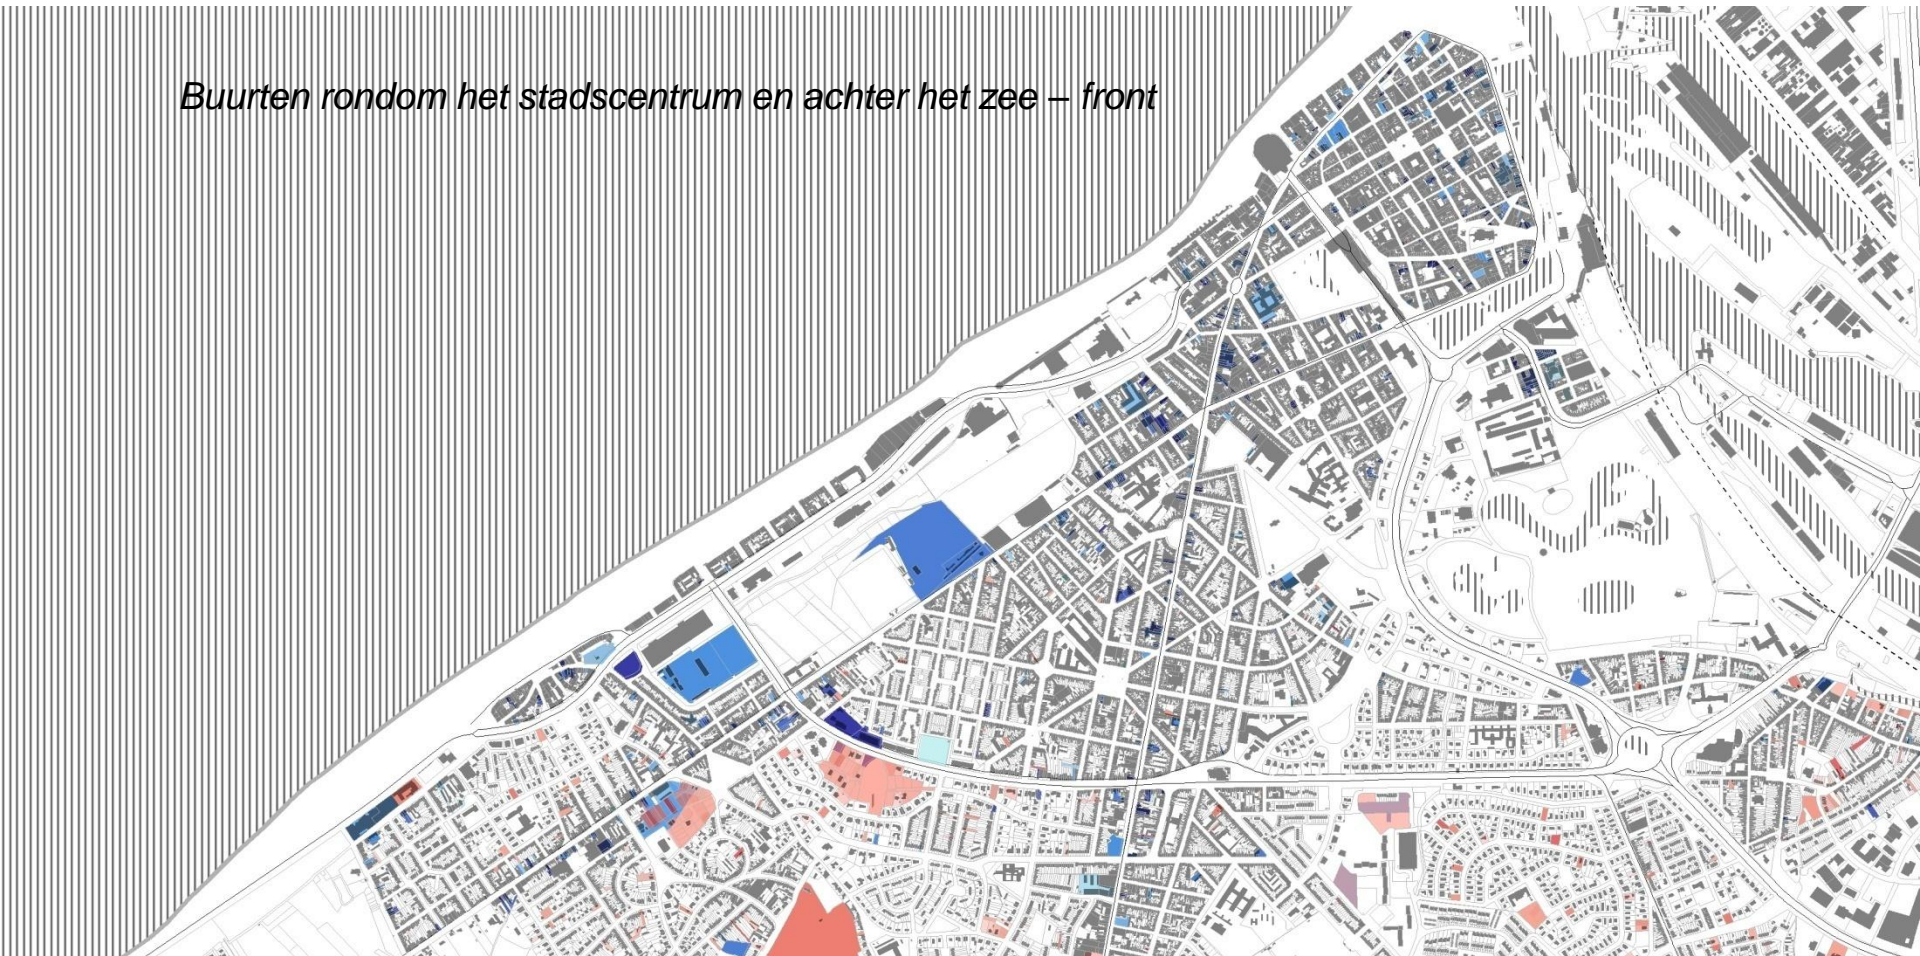 Buurten rondom het stadscentrum en achter het zee – front